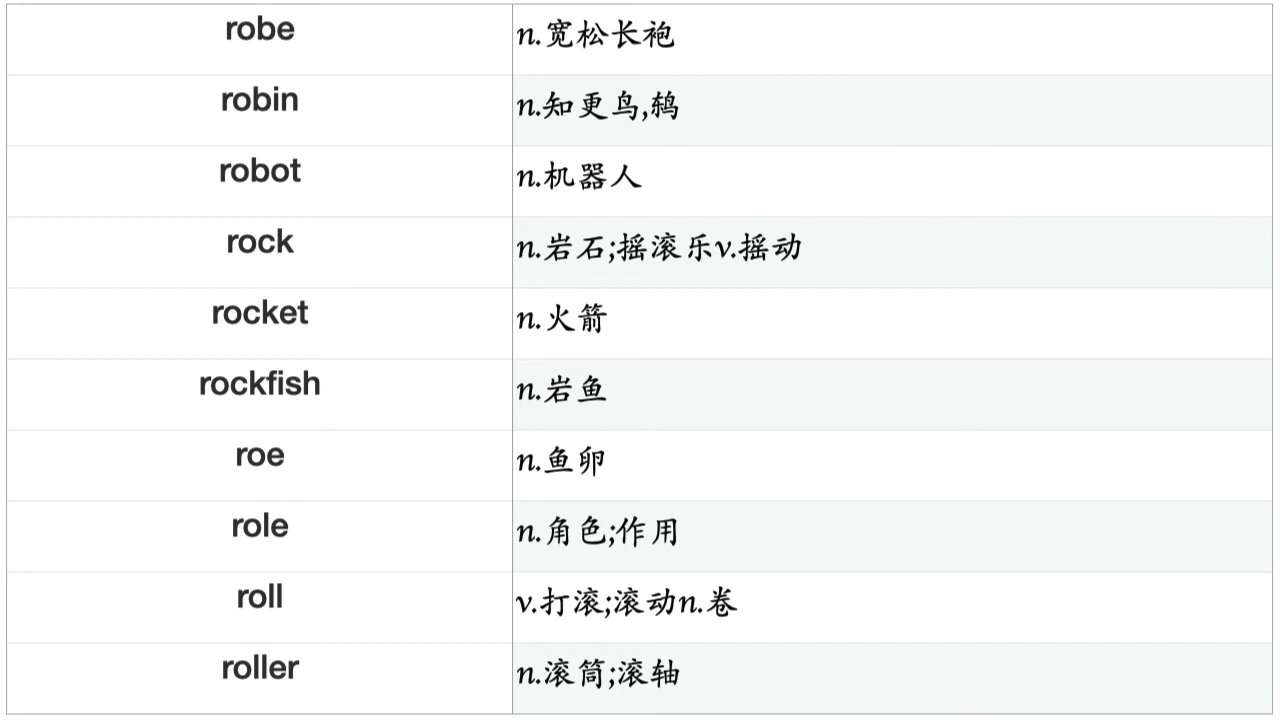 robe n.宽松长袍
robin n.知更鸟,鸫
robot n.机器人
rock n.岩石;摇滚乐v.摇动
rocket n.火箭
rockfish n.岩鱼
roe n.鱼卵
role n.角色;作用
roll v.打滚;滚动n.卷
roller n.滚筒;滚轴